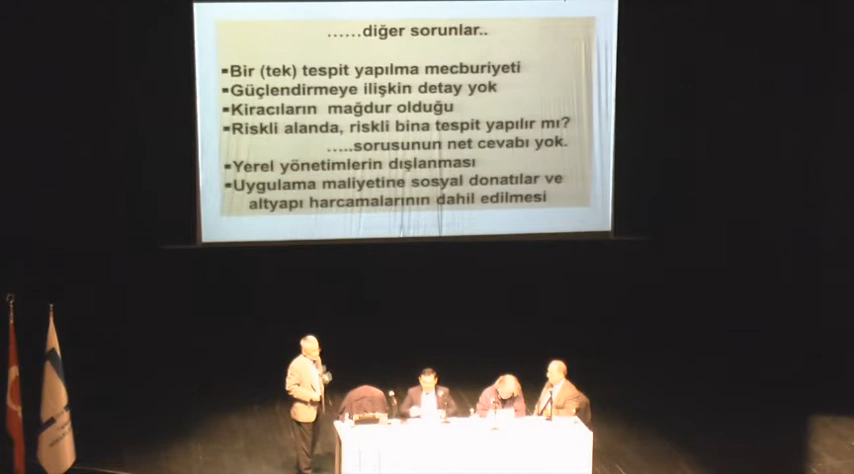 ......diğer sorunlar..
▪Bir (tek) tespit yapılma mecburiyeti
▪Güçlendirmeye ilişkin detay yok
▪Kiracıların mağdur olduğu
▪Riskli alanda, riskli bina tespit yapılır mı?
.....sorusunun net cevabı yok.
▪Yerel yönetimlerin dışlanması
▪Uygulama maliyetine sosyal donatılar ve
altyapı harcamalarının dahil edilmesi